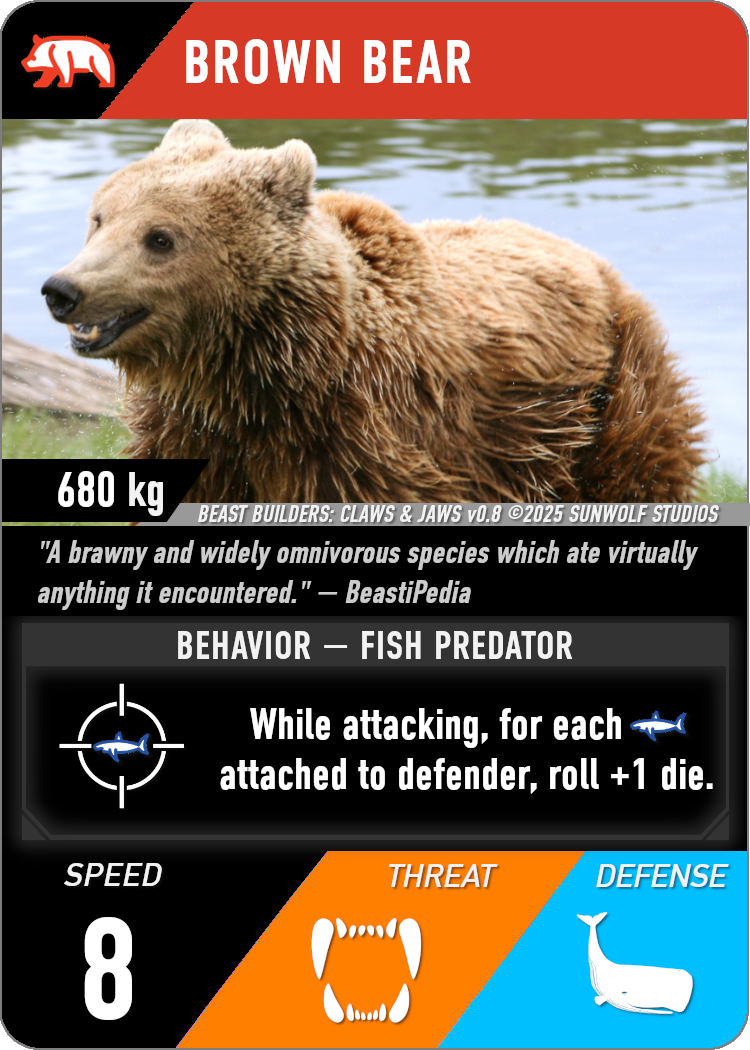 BROWN BEAR
680 kg
BEAST BUILDERS: CLAWS & JAWS v0.8 ©2025 SUNWOLF STUDIOS
"A brawny and widely omnivorous species which ate virtually
anything it encountered." — BeastiPedia
BEHAVIOR — FISH PREDATOR
While attacking, for each
attached to defender, roll +1 die.
SPEED THREAT DEFENSE
8